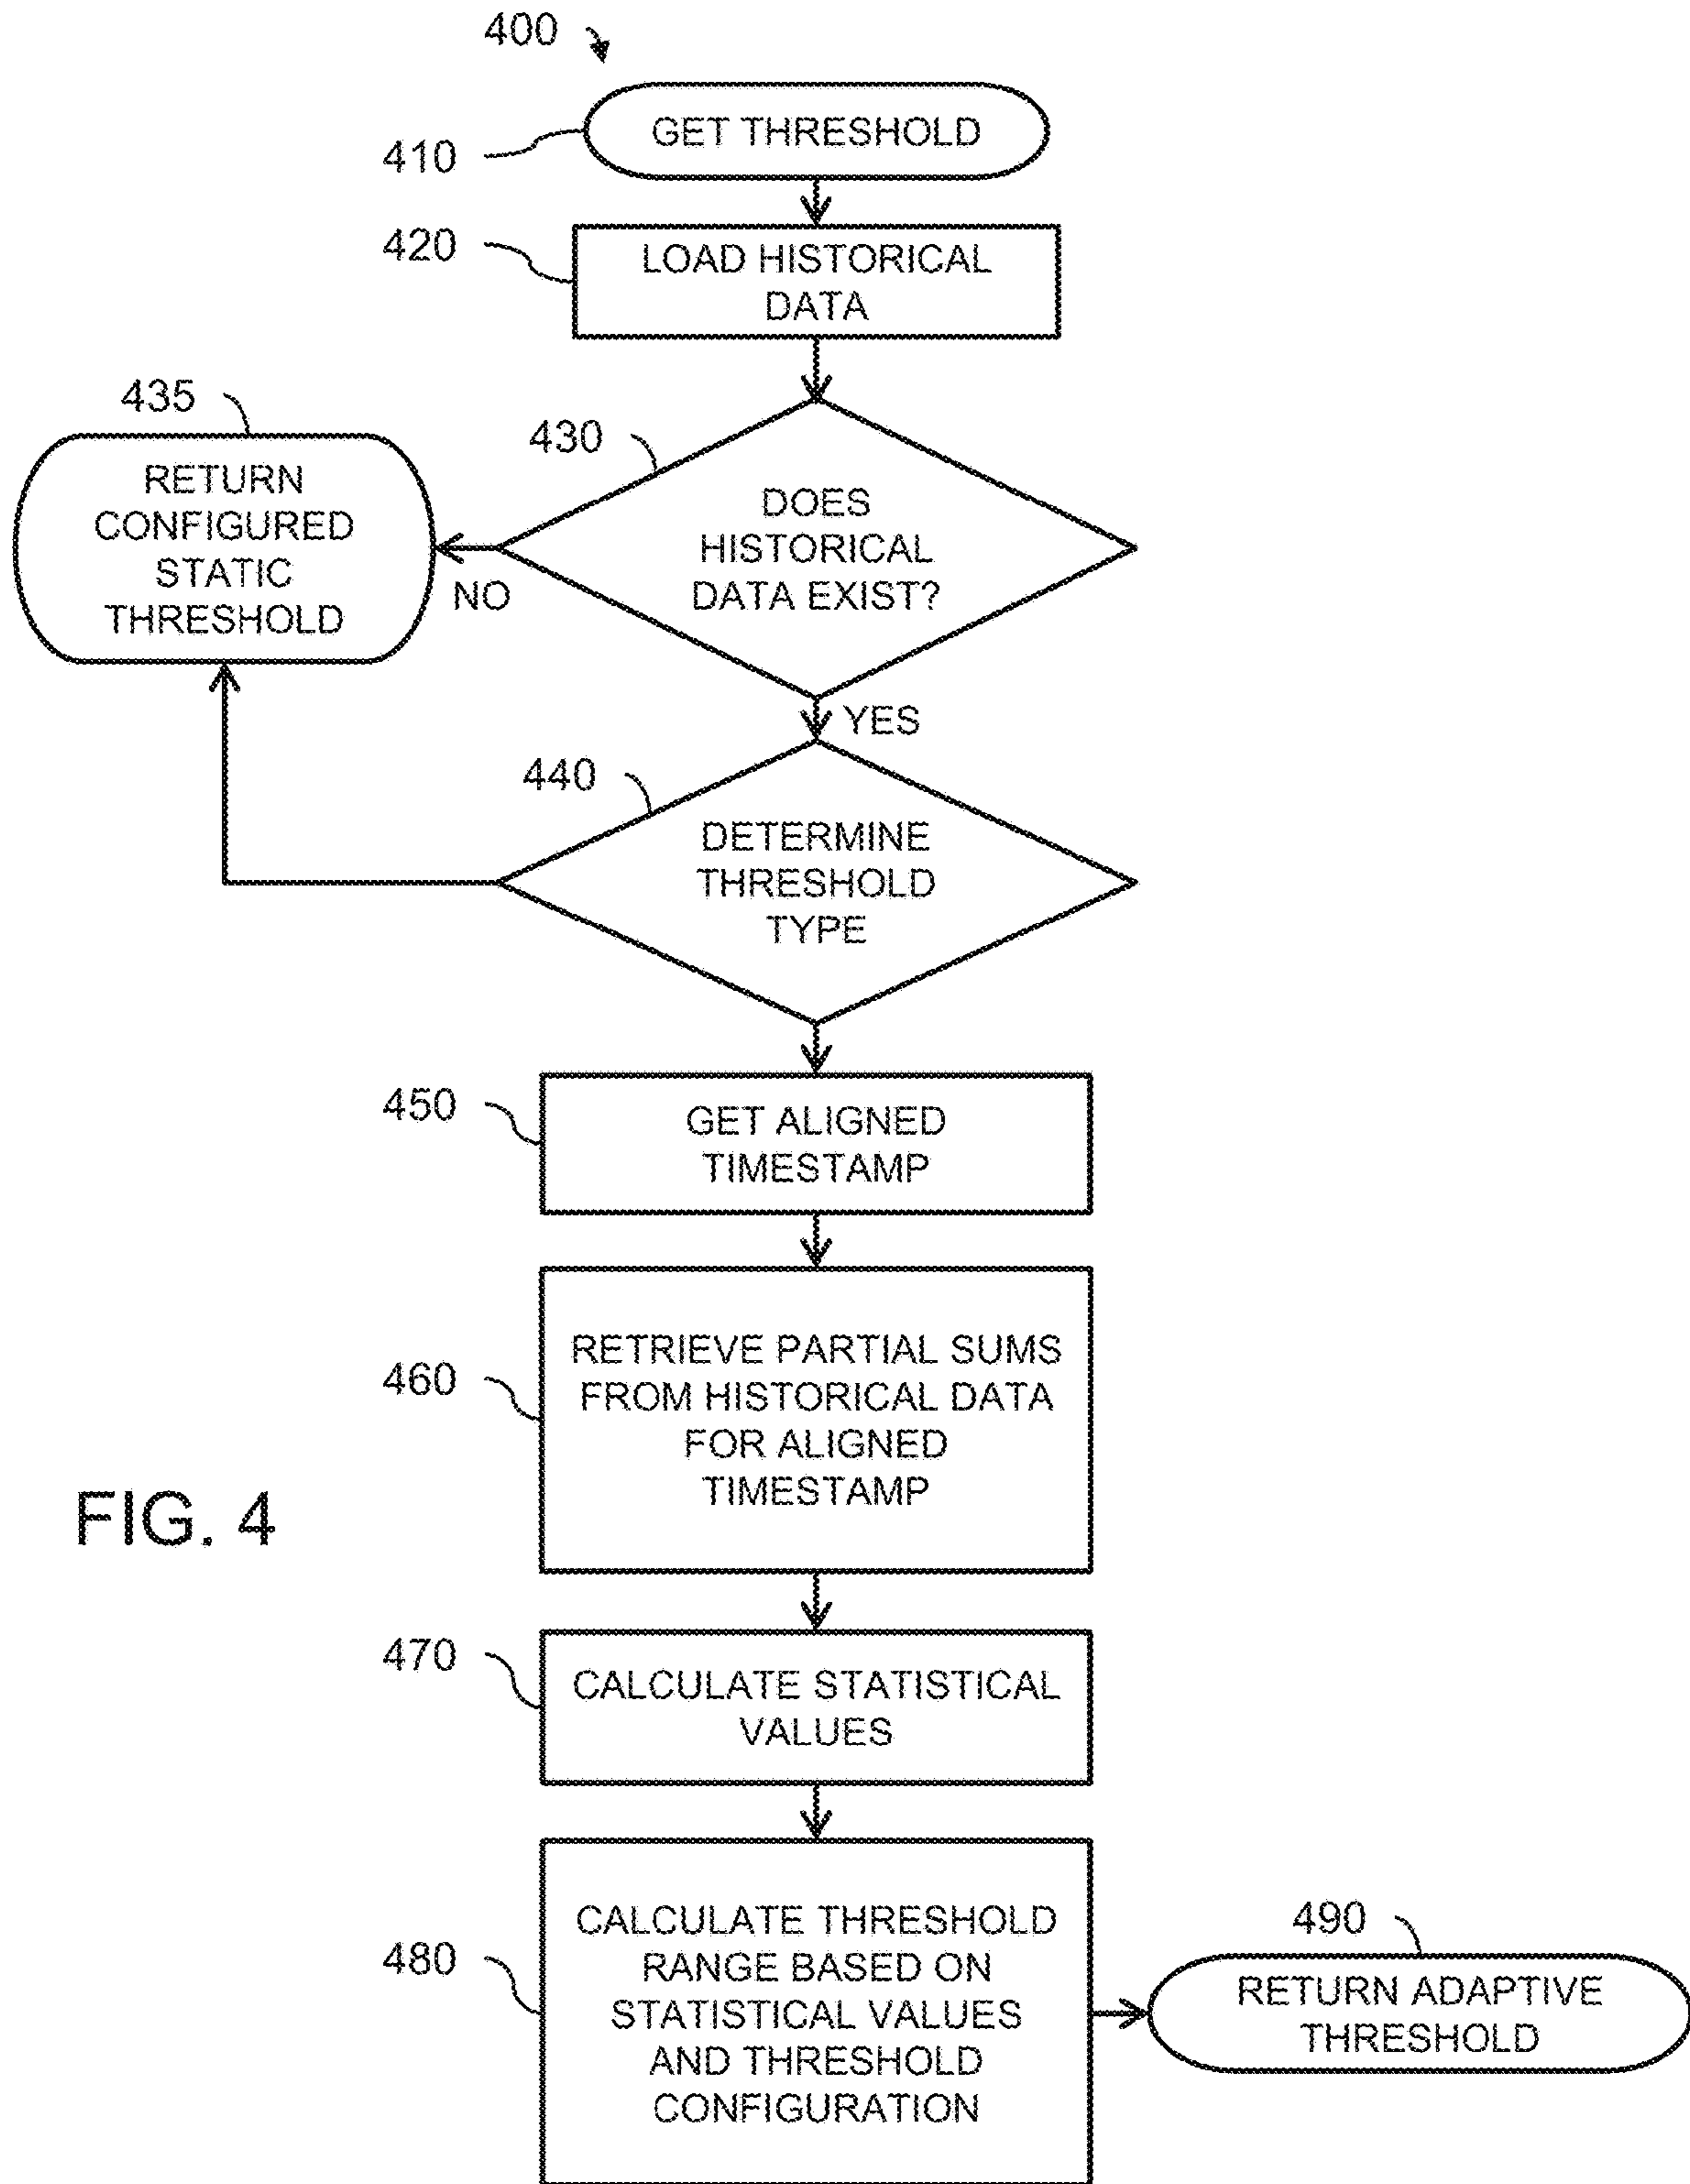 400
410
GET THRESHOLD
420
LOAD HISTORICAL
DATA
435
RETURN
CONFIGURED
STATIC
THRESHOLD
430
DOES
HISTORICAL
DATA EXIST?
NO
YES
440
DETERMINE
THRESHOLD
TYPE
450
GET ALIGNED
TIMESTAMP
460
RETRIEVE PARTIAL SUMS
FROM HISTORICAL DATA
FOR ALIGNED
TIMESTAMP
FIG. 4
470
CALCULATE STATISTICAL
VALUES
480
CALCULATE THRESHOLD
RANGE BASED ON
STATISTICAL VALUES
AND THRESHOLD
CONFIGURATION
490
RETURN ADAPTIVE
THRESHOLD